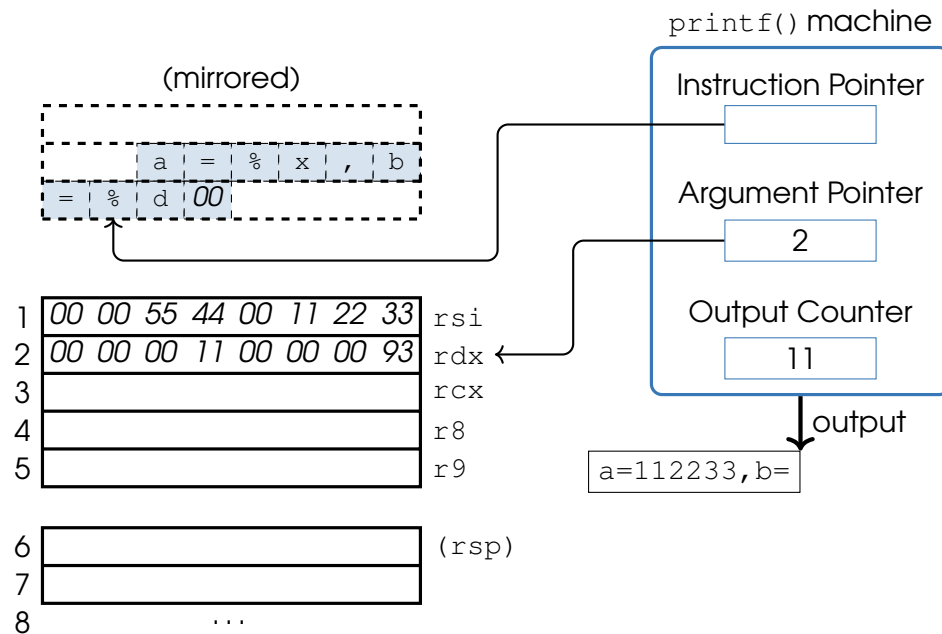 printf() machine
(mirrored)
Instruction Pointer
a = % x , b
= % d 00
Argument Pointer
2
1 00 00 55 44 00 11 22 33 rsi
2 00 00 00 11 00 00 00 93 rdx
3 rcx
4 r8
5 r9
Output Counter
11
output
a=112233,b=
6 (rsp)
7
8 ...